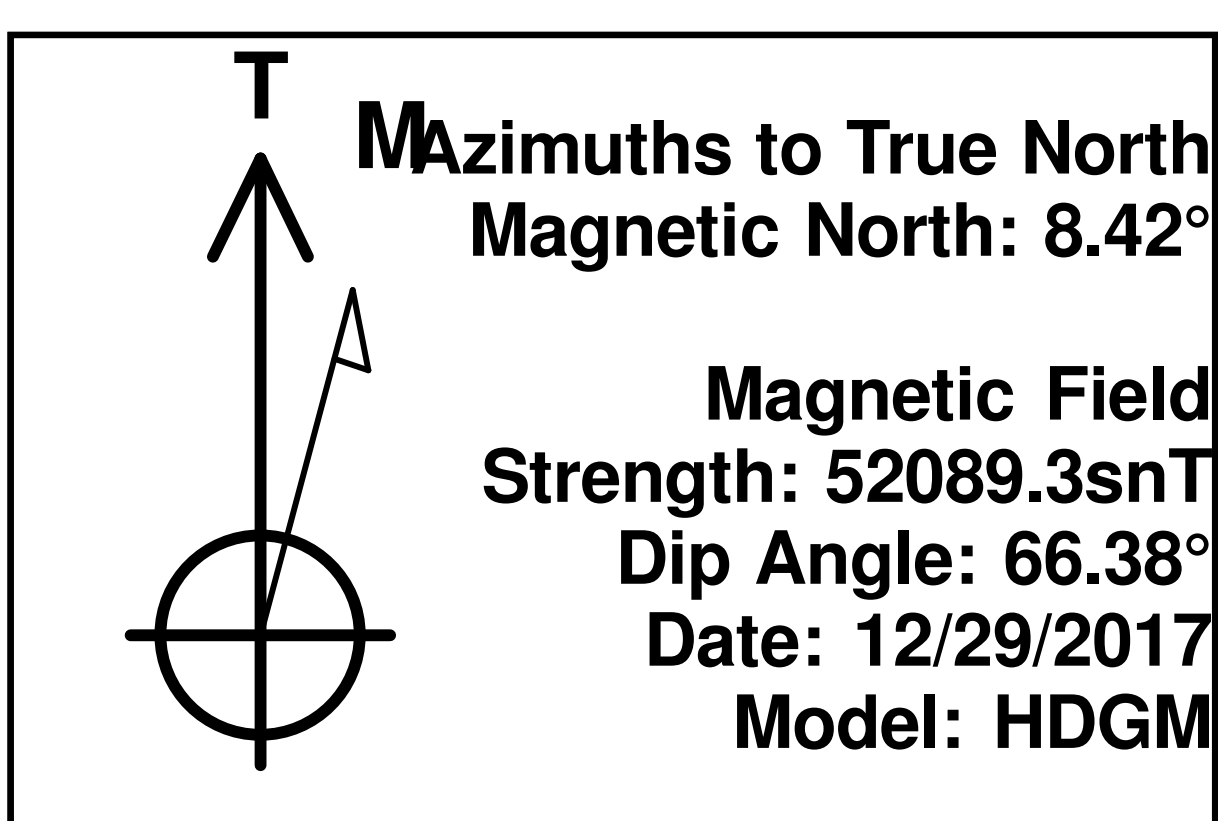 T
M
Azimuths to True North
Magnetic North: 8.42°
Magnetic Field
Strength: 52089.3snT
Dip Angle: 66.38°
Date: 12/29/2017
Model: HDGM